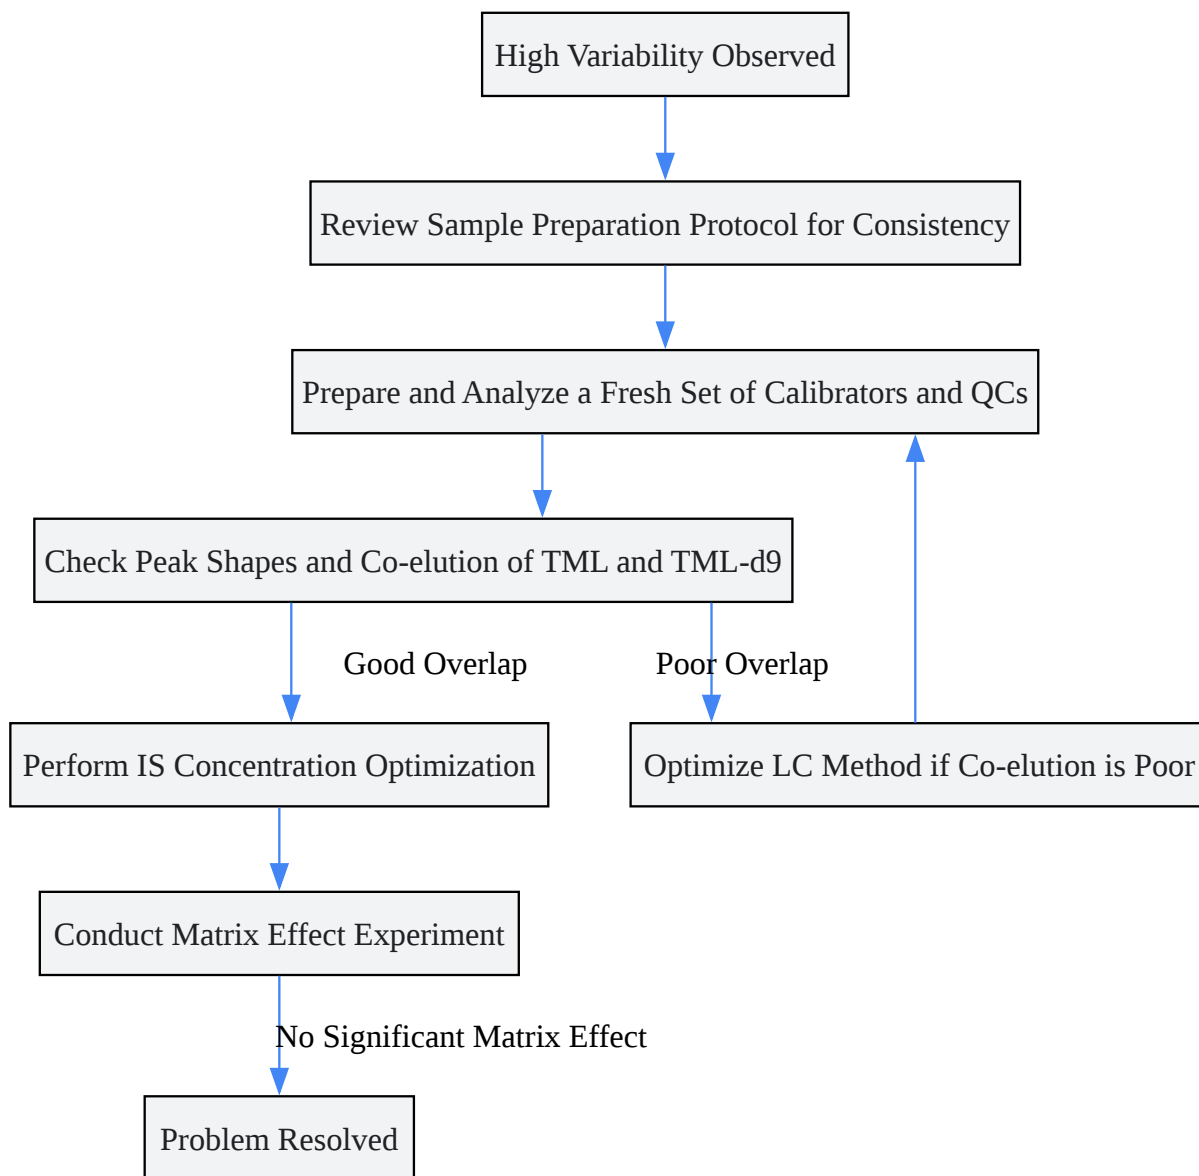 High Variability Observed
Review Sample Preparation Protocol for Consistency
Prepare and Analyze a Fresh Set of Calibrators and QCs
Check Peak Shapes and Co-elution of TML and TML-d9
Good Overlap
Poor Overlap
Perform IS Concentration Optimization
Optimize LC Method if Co-elution is Poor
Conduct Matrix Effect Experiment
No Significant Matrix Effect
Problem Resolved